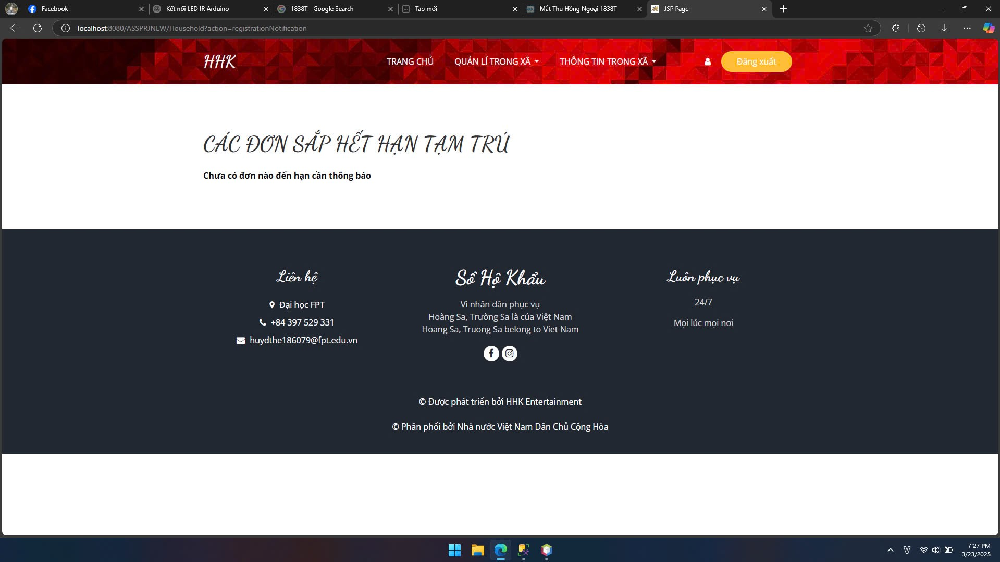 Facebook
Kết nối LED IR Arduino
1838T - Google Search
Tab mới
Mắt Thu Hồng Ngoại 1838T
JSP Page
localhost:8080/ASSPRJNEW/Household?action=registrationNotification
HHK
TRANG CHỦ
QUẢN LÍ TRONG XÃ
THÔNG TIN TRONG XÃ
Đăng xuất
CÁC ĐƠN SẮP HẾT HẠN TẠM TRÚ
Chưa có đơn nào đến hạn cần thông báo
Liên hệ
Đại học FPT
+84 397 529 331
huydthe186079@fpt.edu.vn
Sổ Hộ Khẩu
Vì nhân dân phục vụ
Hoàng Sa, Trường Sa là của Việt Nam
Hoang Sa, Truong Sa belong to Viet Nam
Luôn phục vụ
24/7
Mọi lúc mọi nơi
© Được phát triển bởi HHK Entertainment
© Phân phối bởi Nhà nước Việt Nam Dân Chủ Cộng Hòa
7:27 PM
3/23/2025